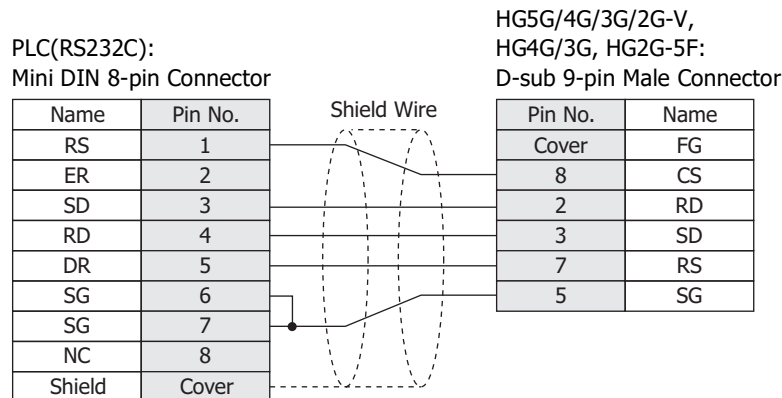 HG5G/4G/3G/2G-V,
PLC(RS232C): HG4G/3G, HG2G-5F:
Mini DIN 8-pin Connector D-sub 9-pin Male Connector
Name Pin No. Shield Wire Pin No. Name
RS 1 Cover FG
ER 2 8 CS
SD 3 2 RD
RD 4 3 SD
DR 5 7 RS
SG 6 5 SG
SG 7
NC 8
Shield Cover